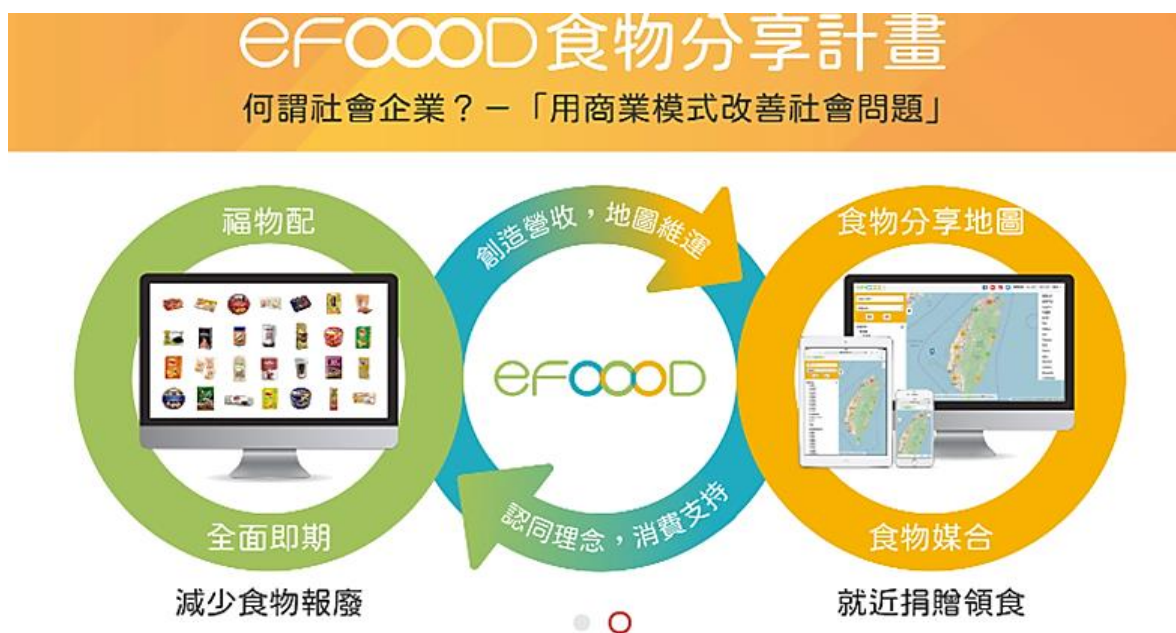 eFOOOD食物分享計畫
何謂社會企業？－「用商業模式改善社會問題」
福物配
全面即期
減少食物報廢
創造營收，地圖維運
eFOOOD
認同理念，消費支持
食物分享地圖
食物媒合
就近捐贈領食